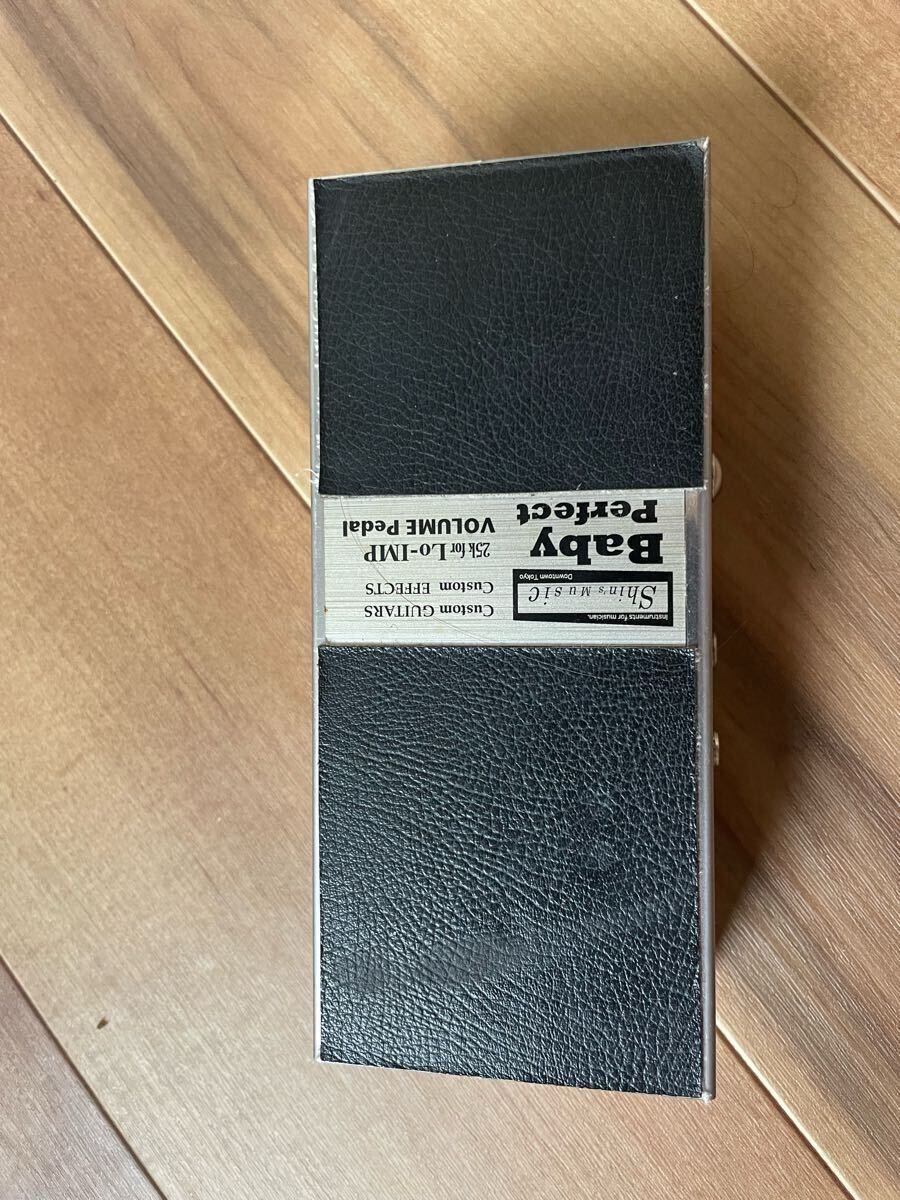 Instruments for musician.
Shin's Music
Downtown Tokyo
Custom GUITARS
Custom EFFECTS
Baby
Perfect
25k for Lo-IMP
VOLUME Pedal